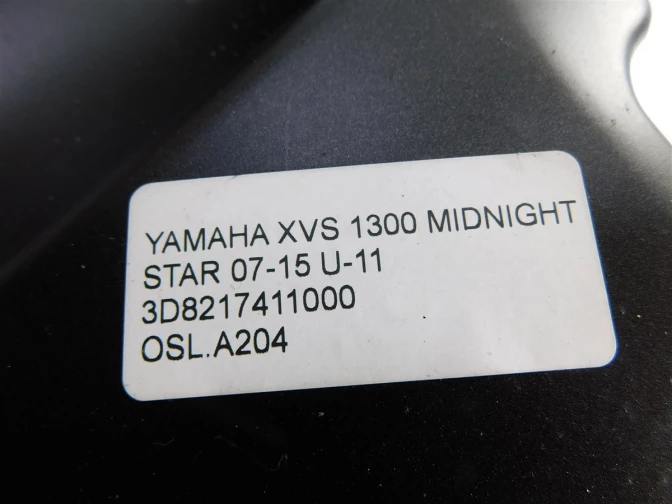 YAMAHA XVS 1300 MIDNIGHT
STAR 07-15 U-11
3D8217411000
OSL.A204